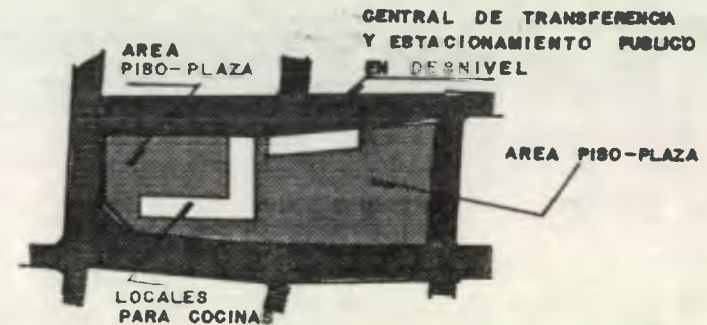 CENTRAL DE TRANSFERENCIA
Y ESTACIONAMIENTO PUBLICO
EN DESNIVEL
AREA
PISO-PLAZA
AREA PISO-PLAZA
LOCALES
PARA COCINAS